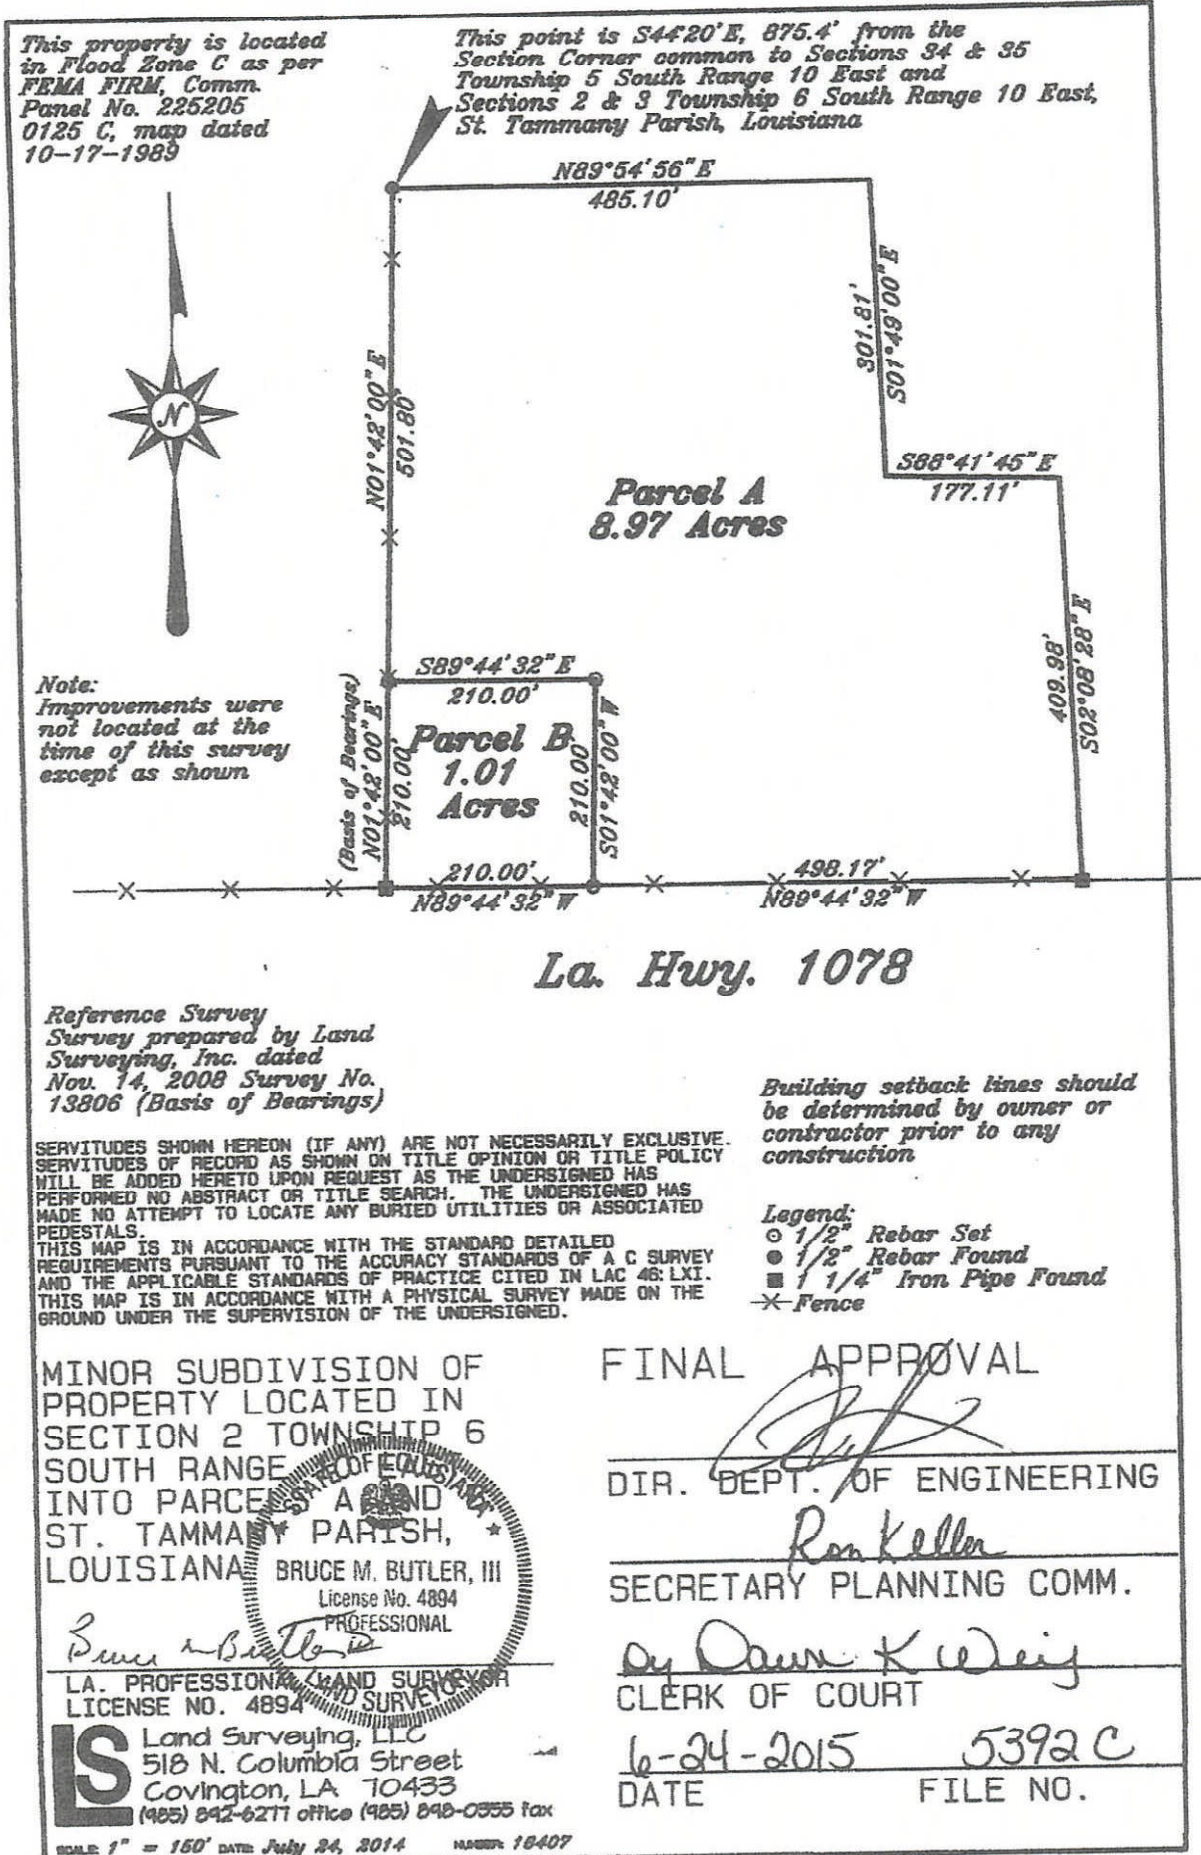 This property is located
in Flood Zone C as per
FEMA FIRM, Comm.
Panel No. 225205
0125 C, map dated
10-17-1989
This point is S44°20'E, 875.4' from the
Section Corner common to Sections 34 & 35
Township 5 South Range 10 East and
Sections 2 & 3 Township 6 South Range 10 East,
St. Tammany Parish, Louisiana
N89°54'56"E
485.10'
301.81'
S01°49'00"E
N
N01°42'00"E
501.80'
S88°41'45"E
177.11'
Parcel A
8.97 Acres
409.98'
S02°08'28"E
S89°44'32"E
210.00'
Note:
Improvements were
not located at the
time of this survey
except as shown
(Basis of Bearings)
N01°42'00"E
210.00'
Parcel B
1.01
Acres
210.00'
S01°42'00"W
210.00'
N89°44'32"W
498.17'
N89°44'32"W
La. Hwy. 1078
Reference Survey
Survey prepared by Land
Surveying, Inc. dated
Nov. 14, 2008 Survey No.
13806 (Basis of Bearings)
Building setback lines should
be determined by owner or
contractor prior to any
construction
SERVITUDES SHOWN HEREON (IF ANY) ARE NOT NECESSARILY EXCLUSIVE.
SERVITUDES OF RECORD AS SHOWN ON TITLE OPINION OR TITLE POLICY
WILL BE ADDED HERETO UPON REQUEST AS THE UNDERSIGNED HAS
PERFORMED NO ABSTRACT OR TITLE SEARCH. THE UNDERSIGNED HAS
MADE NO ATTEMPT TO LOCATE ANY BURIED UTILITIES OR ASSOCIATED
PEDESTALS.
THIS MAP IS IN ACCORDANCE WITH THE STANDARD DETAILED
REQUIREMENTS PURSUANT TO THE ACCURACY STANDARDS OF A C SURVEY
AND THE APPLICABLE STANDARDS OF PRACTICE CITED IN LAC 46:LXI.
THIS MAP IS IN ACCORDANCE WITH A PHYSICAL SURVEY MADE ON THE
GROUND UNDER THE SUPERVISION OF THE UNDERSIGNED.
Legend:
1/2" Rebar Set
1/2" Rebar Found
1 1/4" Iron Pipe Found
Fence
MINOR SUBDIVISION OF
PROPERTY LOCATED IN
SECTION 2 TOWNSHIP 6
SOUTH RANGE
INTO PARCELS A AND
ST. TAMMANY PARISH,
LOUISIANA
STATE OF LOUISIANA
BRUCE M. BUTLER, III
License No. 4894
PROFESSIONAL
LAND SURVEYOR
Bruce M Butler III
LA. PROFESSIONAL LAND SURVEYOR
LICENSE NO. 4894
LS
Land Surveying, LLC
518 N. Columbia Street
Covington, LA 70433
(985) 892-6277 office (985) 898-0355 fax
SCALE 1" = 150' DATE: July 24, 2014 NUMBER: 16407
FINAL APPROVAL
DIR. DEPT. OF ENGINEERING
Ron Keller
SECRETARY PLANNING COMM.
By Dawn K
CLERK OF COURT
6-24-2015 5392C
DATE FILE NO.